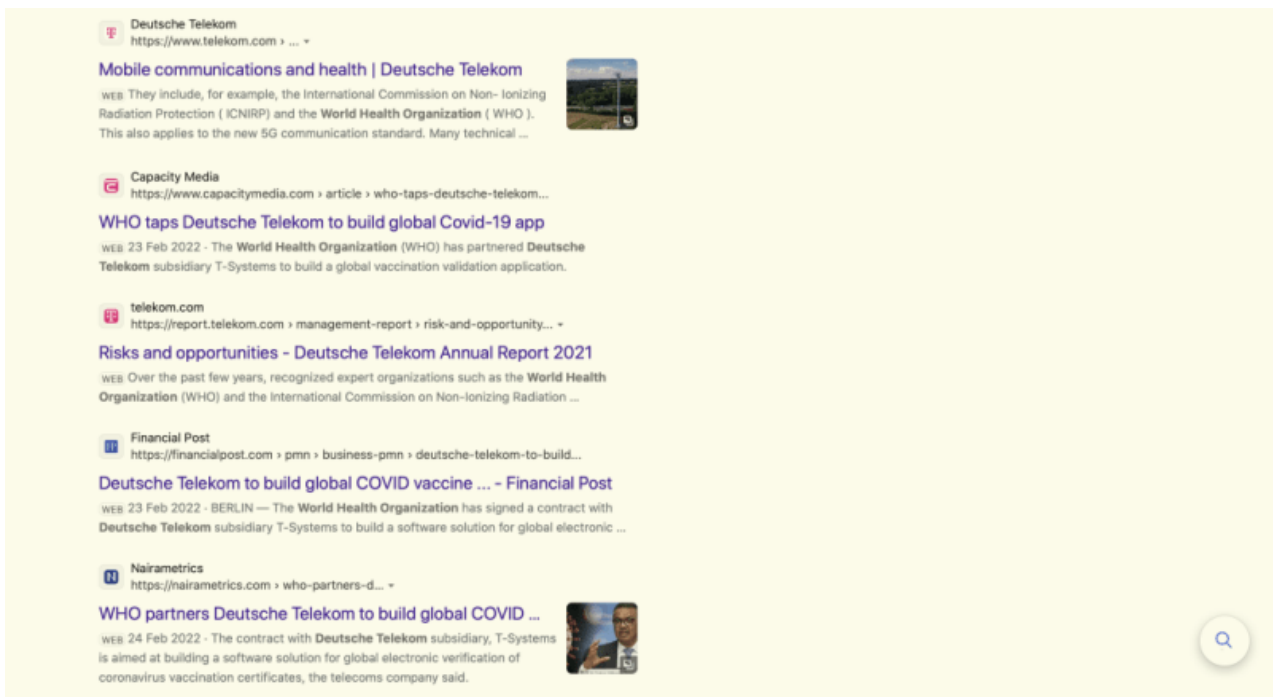 Deutsche Telekom
https://www.telekom.com › ...
Mobile communications and health | Deutsche Telekom
WEB They include, for example, the International Commission on Non- Ionizing
Radiation Protection ( ICNIRP) and the World Health Organization ( WHO ).
This also applies to the new 5G communication standard. Many technical ...
Capacity Media
https://www.capacitymedia.com › article › who-taps-deutsche-telekom...
WHO taps Deutsche Telekom to build global Covid-19 app
WEB 23 Feb 2022 · The World Health Organization (WHO) has partnered Deutsche
Telekom subsidiary T-Systems to build a global vaccination validation application.
telekom.com
https://report.telekom.com › management-report › risk-and-opportunity...
Risks and opportunities - Deutsche Telekom Annual Report 2021
WEB Over the past few years, recognized expert organizations such as the World Health
Organization (WHO) and the International Commission on Non-Ionizing Radiation ...
Financial Post
https://financialpost.com › pmn › business-pmn › deutsche-telekom-to-build...
Deutsche Telekom to build global COVID vaccine ... - Financial Post
WEB 23 Feb 2022 · BERLIN — The World Health Organization has signed a contract with
Deutsche Telekom subsidiary T-Systems to build a software solution for global electronic ...
Nairametrics
https://nairametrics.com › who-partners-d...
WHO partners Deutsche Telekom to build global COVID ...
WEB 24 Feb 2022 · The contract with Deutsche Telekom subsidiary, T-Systems
is aimed at building a software solution for global electronic verification of
coronavirus vaccination certificates, the telecoms company said.